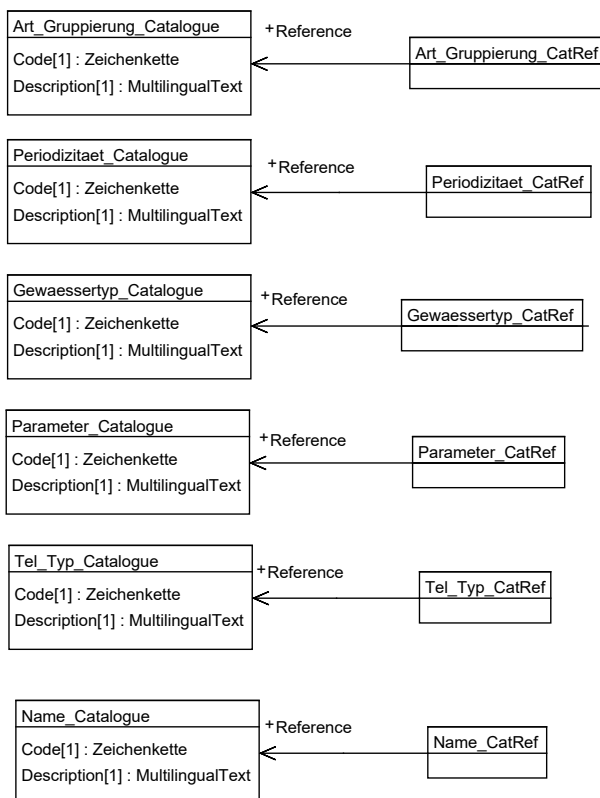 Art_Gruppierung_Catalogue
+Reference
Art_Gruppierung_CatRef
Code[1] : Zeichenkette
Description[1] : MultilingualText
Periodizitaet_Catalogue
+Reference
Periodizitaet_CatRef
Code[1] : Zeichenkette
Description[1] : MultilingualText
Gewaessertyp_Catalogue
+Reference
Gewaessertyp_CatRef
Code[1] : Zeichenkette
Description[1] : MultilingualText
Parameter_Catalogue
+Reference
Parameter_CatRef
Code[1] : Zeichenkette
Description[1] : MultilingualText
Tel_Typ_Catalogue
+Reference
Tel_Typ_CatRef
Code[1] : Zeichenkette
Description[1] : MultilingualText
Name_Catalogue
+Reference
Name_CatRef
Code[1] : Zeichenkette
Description[1] : MultilingualText